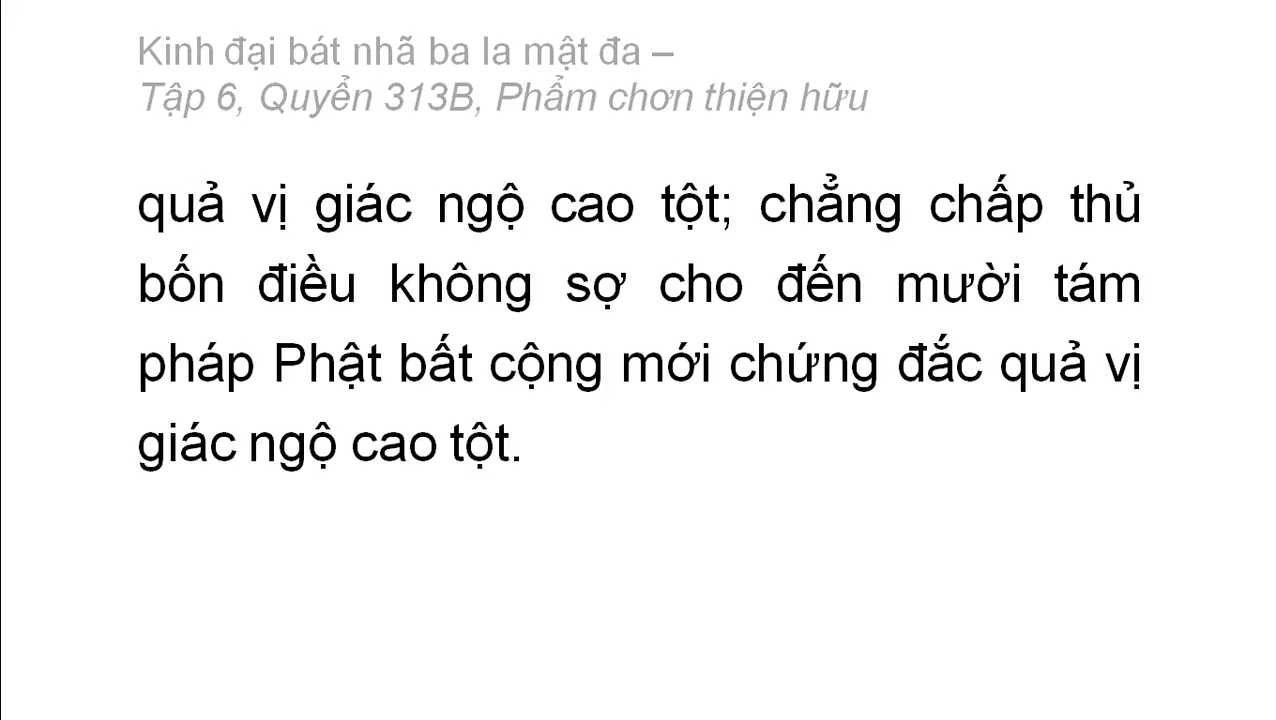 Kinh đại bát nhã ba la mật đa –
Tập 6, Quyển 313B, Phẩm chơn thiện hữu
quả vị giác ngộ cao tột; chẳng chấp thủ
bốn điều không sợ cho đến mười tám
pháp Phật bất cộng mới chứng đắc quả vị
giác ngộ cao tột.